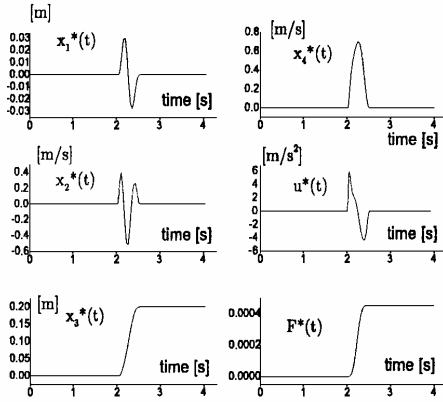 [m]
x₁*(t)
0.03
0.02
0.01
0.00
-0.01
-0.02
-0.03
time [s]
0 1 2 3 4
[m/s]
x₄*(t)
0.8
0.6
0.4
0.2
0.0
0 1 2 3 4
time [s]
[m/s]
x₂*(t)
0.4
0.2
0.0
-0.2
-0.4
-0.6
time [s]
0 1 2 3 4
[m/s²]
u*(t)
6
4
2
0
-2
-4
-6
time [s]
0 1 2 3 4
[m]
x₃*(t)
0.20
0.15
0.10
0.05
0.00
time [s]
0 1 2 3 4
F*(t)
0.0004
0.0002
0.0000
time [s]
0 1 2 3 4